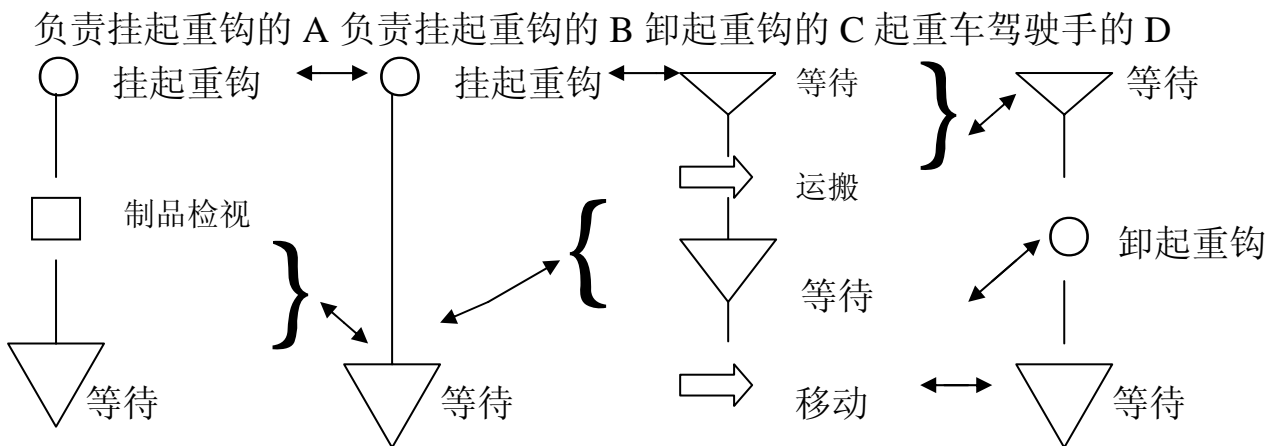 负责挂起重钩的 A 负责挂起重钩的 B 卸起重钩的 C 起重车驾驶手的 D
挂起重钩 挂起重钩 等待 等待
运搬
制品检视
卸起重钩
等待
等待 等待 移动 等待